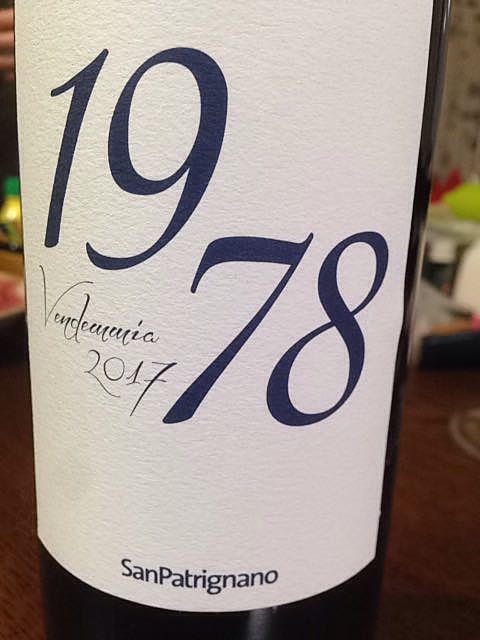 19
78
Vendemmia
2017
SanPatrignano